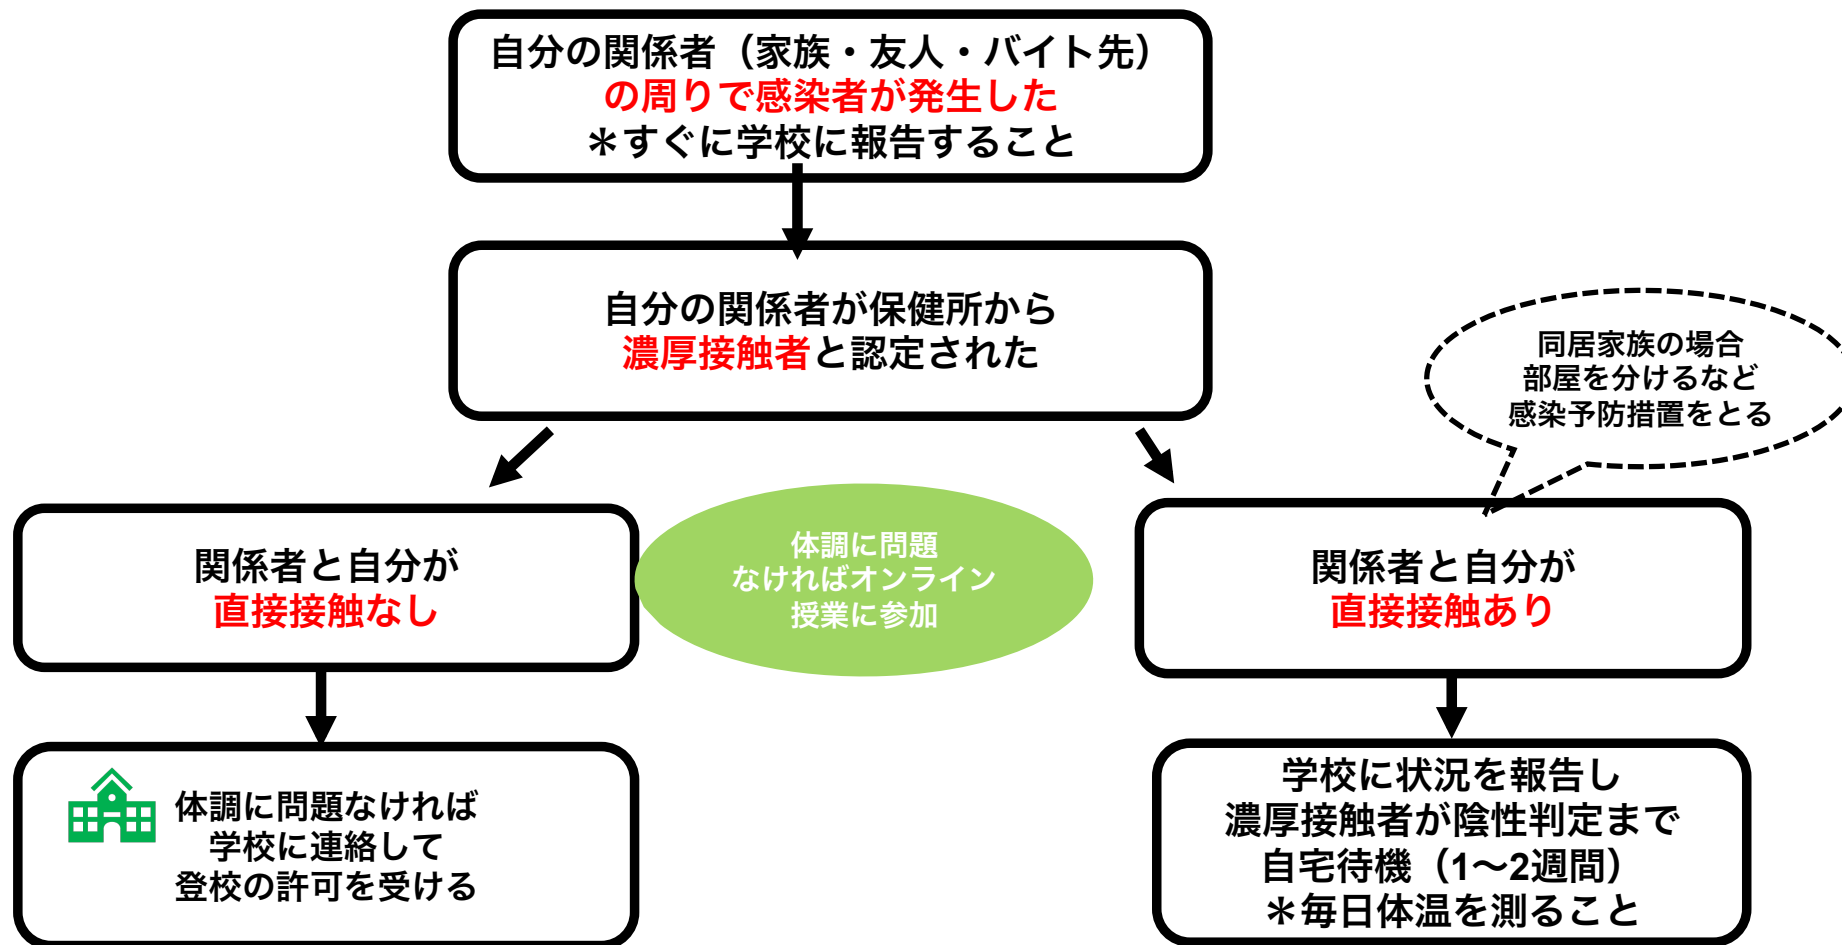 自分の関係者（家族・友人・バイト先）
の周りで感染者が発生した
＊すぐに学校に報告すること
自分の関係者が保健所から
濃厚接触者と認定された
同居家族の場合
部屋を分けるなど
感染予防措置をとる
関係者と自分が
直接接触なし
体調に問題
なければオンライン
授業に参加
関係者と自分が
直接接触あり
体調に問題なければ
学校に連絡して
登校の許可を受ける
学校に状況を報告し
濃厚接触者が陰性判定まで
自宅待機（1～2週間）
＊毎日体温を測ること